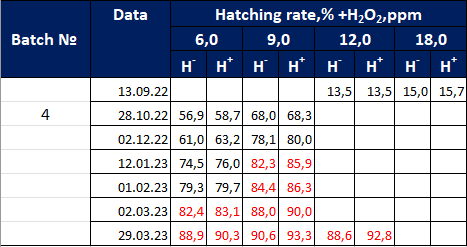 Batch № Data Hatching rate,% +H₂O₂,ppm
6,0 9,0 12,0 18,0
H⁻ H⁺ H⁻ H⁺ H⁻ H⁺ H⁻ H⁺
13.09.22 13,5 13,5 15,0 15,7
4 28.10.22 56,9 58,7 68,0 68,3
02.12.22 61,0 63,2 78,1 80,0
12.01.23 74,5 76,0 82,3 85,9
01.02.23 79,3 79,7 84,4 86,3
02.03.23 82,4 83,1 88,0 90,0
29.03.23 88,9 90,3 90,6 93,3 88,6 92,8